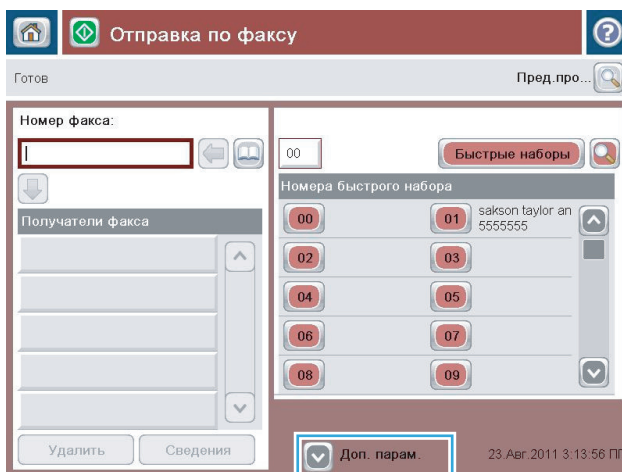 Отправка по факсу
Готов
Пред.про...
Номер факса:
00
Быстрые наборы
Номера быстрого набора
Получатели факса
00
01 sakson taylor an
5555555
02
03
04
05
06
07
08
09
Удалить
Сведения
Доп. парам.
23.Авг.2011 3:13:56 ПП